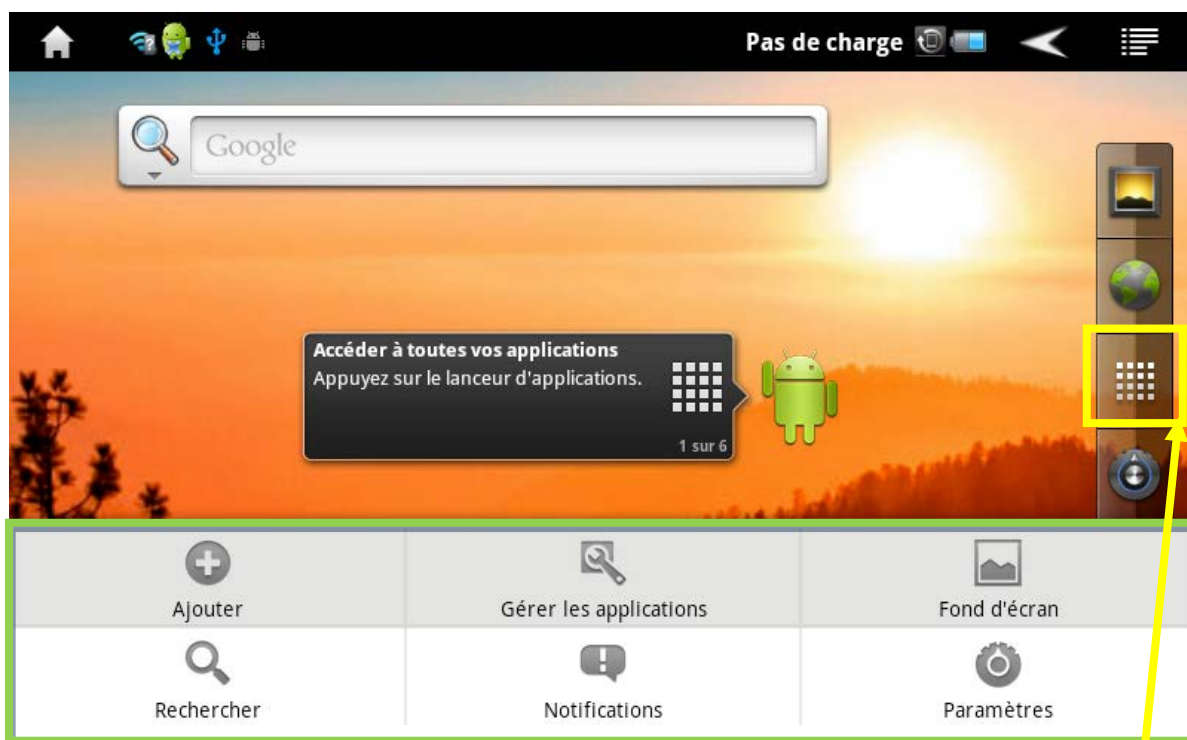 Pas de charge
Google
Accéder à toutes vos applications
Appuyez sur le lanceur d'applications.
1 sur 6
Ajouter
Gérer les applications
Fond d'écran
Rechercher
Notifications
Paramètres